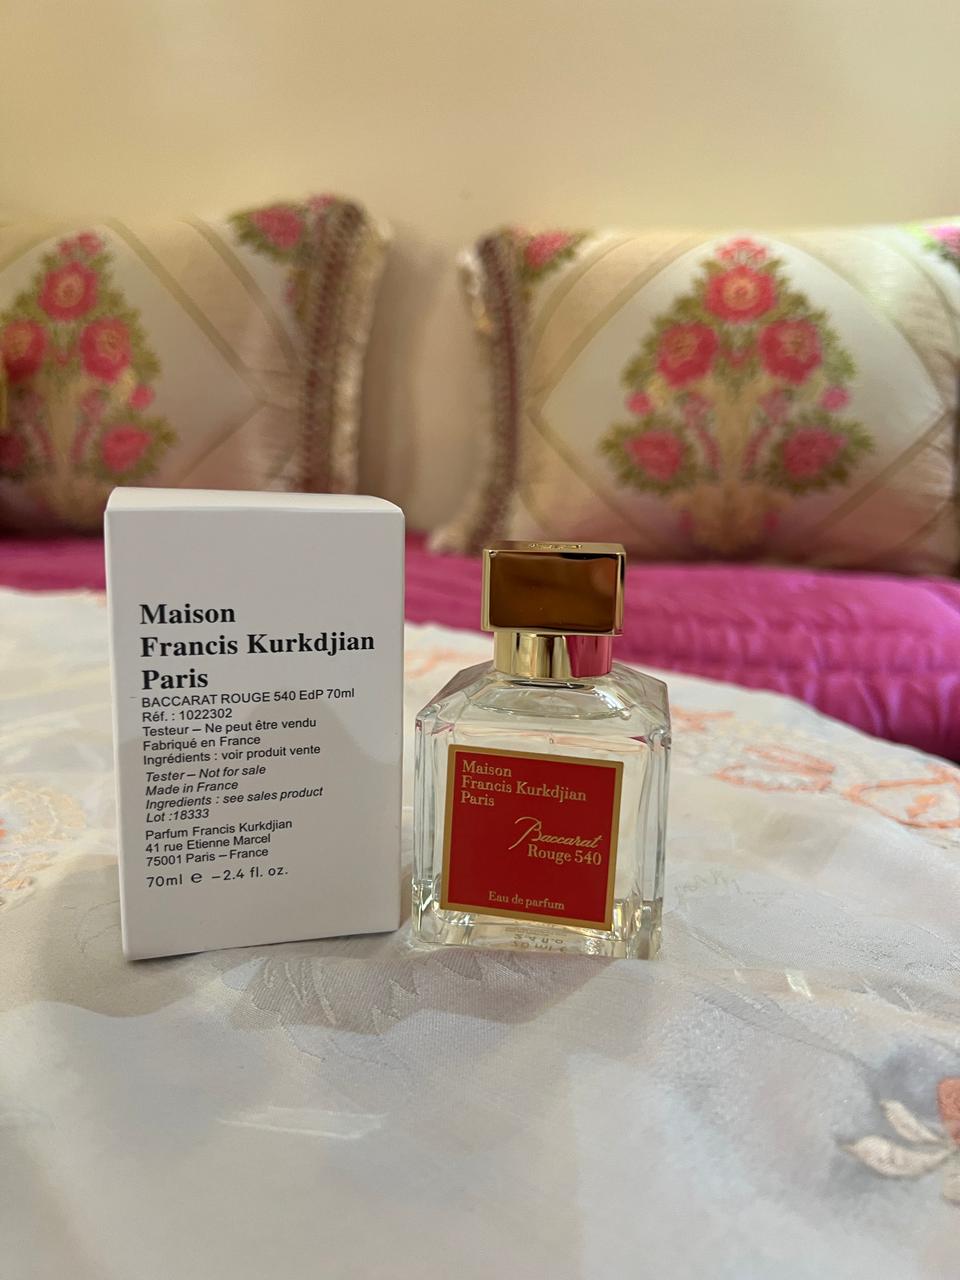 Maison
Francis Kurkdjian
Paris
BACCARAT ROUGE 540 EdP 70ml
Réf. : 1022302
Testeur – Ne peut être vendu
Fabriqué en France
Ingrédients : voir produit vente
Tester – Not for sale
Made in France
Ingredients : see sales product
Lot :18333
Parfum Francis Kurkdjian
41 rue Etienne Marcel
75001 Paris – France
70ml e – 2.4 fl. oz.
Maison
Francis Kurkdjian
Paris
Baccarat
Rouge 540
Eau de parfum